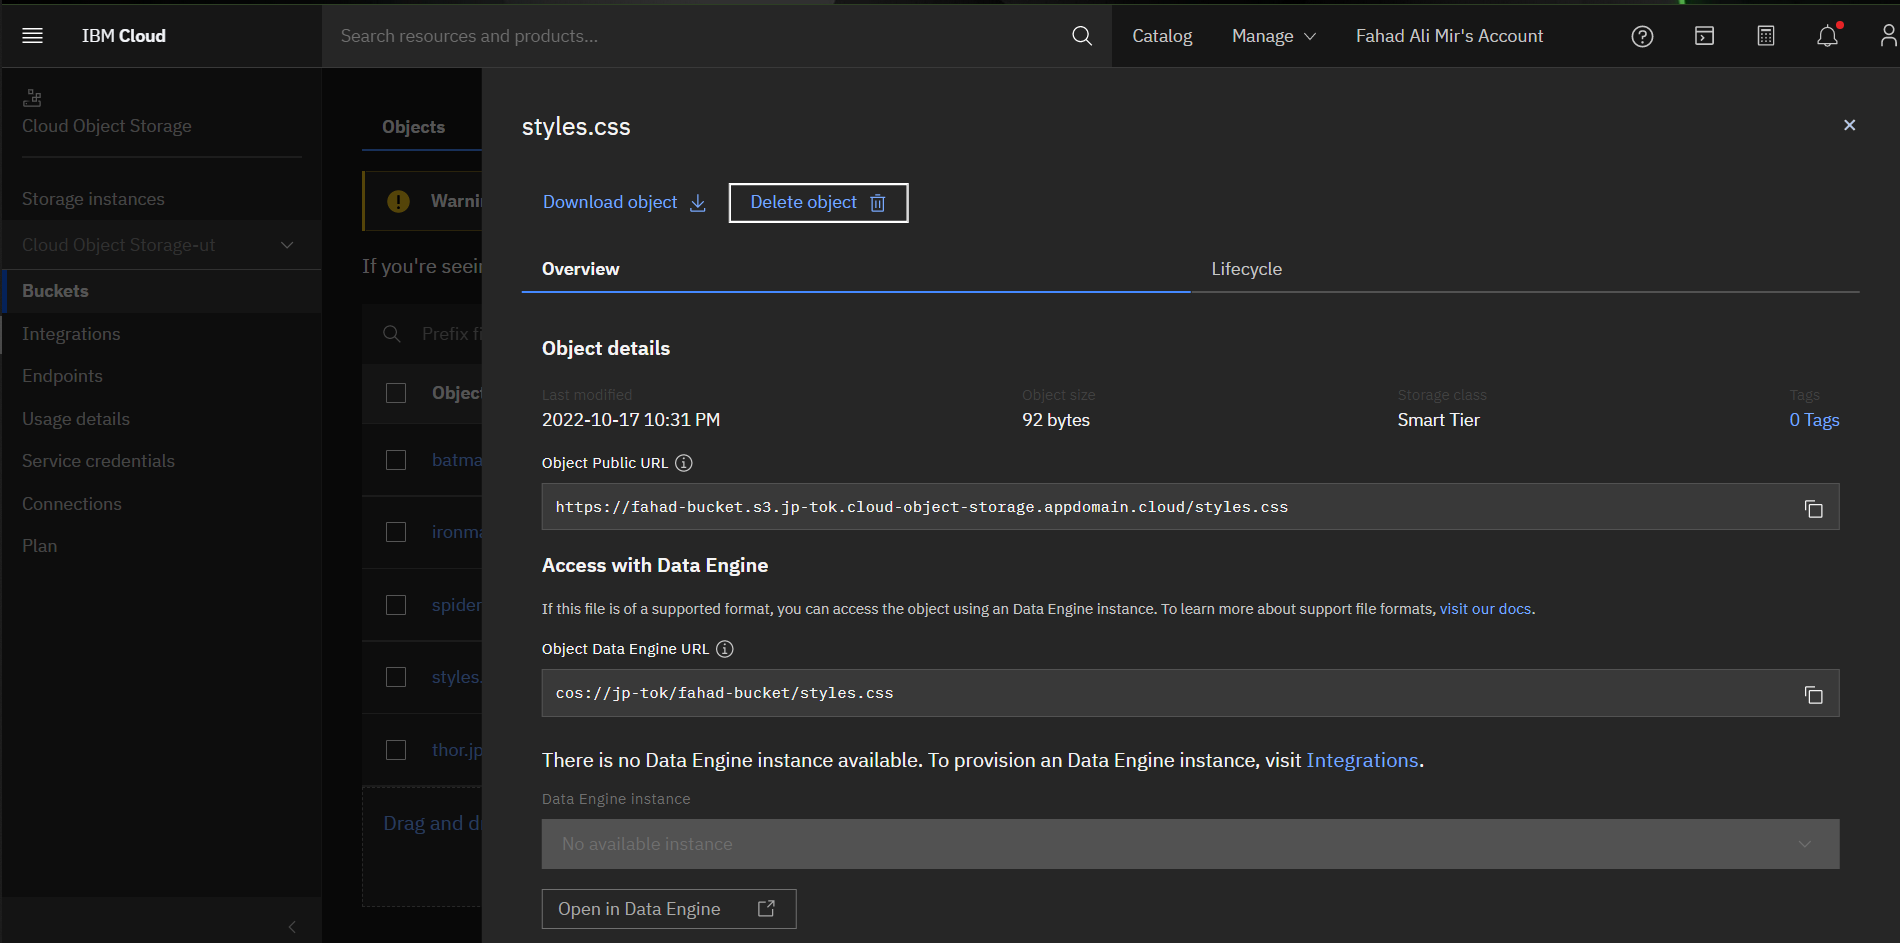 IBM Cloud
Search resources and products...
Catalog
Manage
Fahad Ali Mir's Account
Cloud Object Storage
Storage instances
Cloud Object Storage-ut
Buckets
Integrations
Endpoints
Usage details
Service credentials
Connections
Plan
Objects
Warni
If you're seein
Prefix fi
Object
batma
ironma
spider
styles.
thor.jp
Drag and d
styles.css
Download object
Delete object
Overview
Lifecycle
Object details
Last modified
2022-10-17 10:31 PM
Object size
92 bytes
Storage class
Smart Tier
Tags
0 Tags
Object Public URL
https://fahad-bucket.s3.jp-tok.cloud-object-storage.appdomain.cloud/styles.css
Access with Data Engine
If this file is of a supported format, you can access the object using an Data Engine instance. To learn more about support file formats, visit our docs.
Object Data Engine URL
cos://jp-tok/fahad-bucket/styles.css
There is no Data Engine instance available. To provision an Data Engine instance, visit Integrations.
Data Engine instance
No available instance
Open in Data Engine